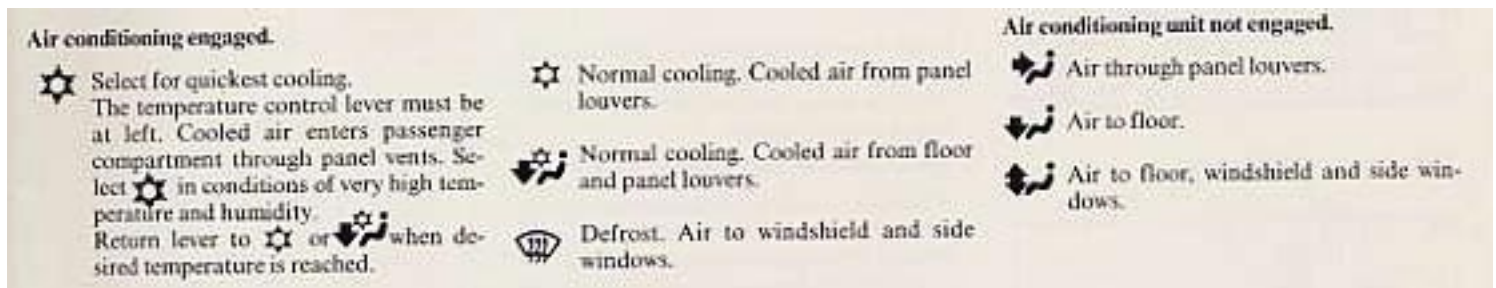 Air conditioning engaged.
Select for quickest cooling.
The temperature control lever must be
at left. Cooled air enters passenger
compartment through panel vents. Se-
lect in conditions of very high tem-
perature and humidity.
Return lever to or when de-
sired temperature is reached.
Normal cooling. Cooled air from panel
louvers.
Normal cooling. Cooled air from floor
and panel louvers.
Defrost. Air to windshield and side
windows.
Air conditioning unit not engaged.
Air through panel louvers.
Air to floor.
Air to floor, windshield and side win-
dows.